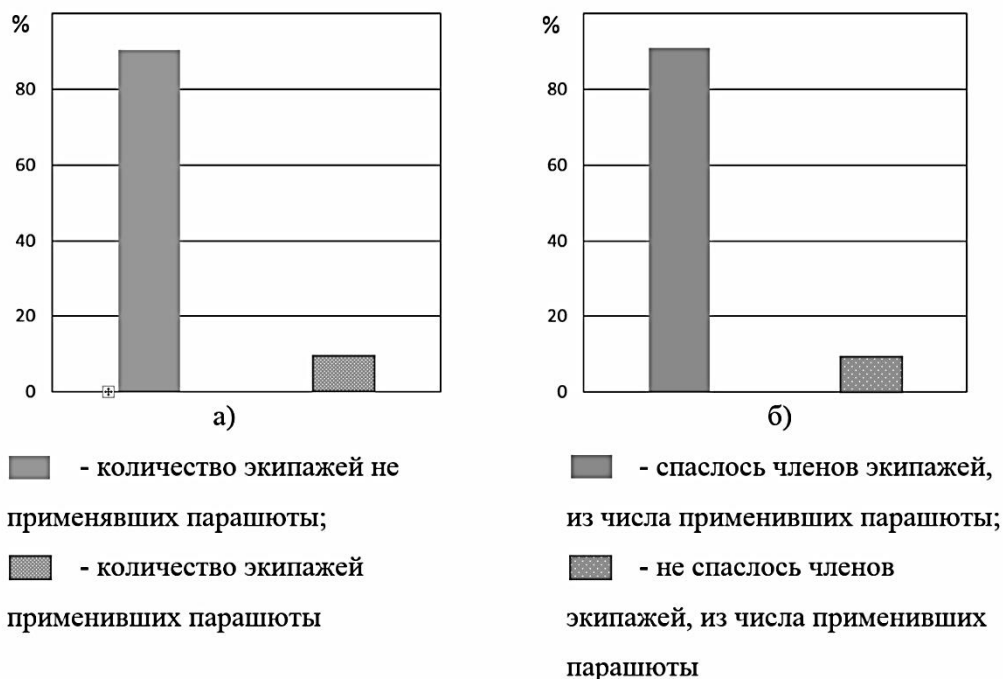 %
80
60
40
20
0
а)
- количество экипажей не
применявших парашюты;
- количество экипажей
применивших парашюты
%
80
60
40
20
0
б)
- спаслось членов экипажей,
из числа применивших парашюты;
- не спаслось членов
экипажей, из числа применивших
парашюты